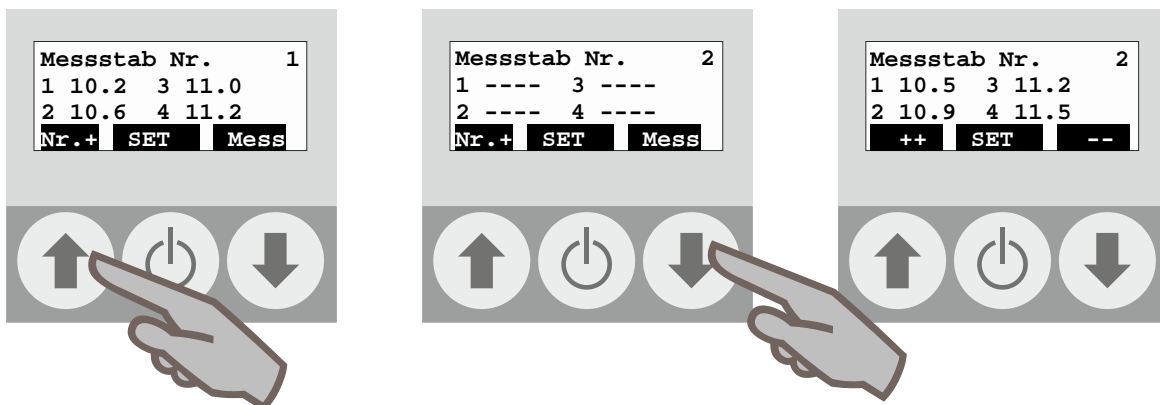 Messstab Nr. 1
1 10.2 3 11.0
2 10.6 4 11.2
Nr.+ SET Mess
Messstab Nr. 2
1 ---- 3 ----
2 ---- 4 ----
Nr.+ SET Mess
Messstab Nr. 2
1 10.5 3 11.2
2 10.9 4 11.5
++ SET --